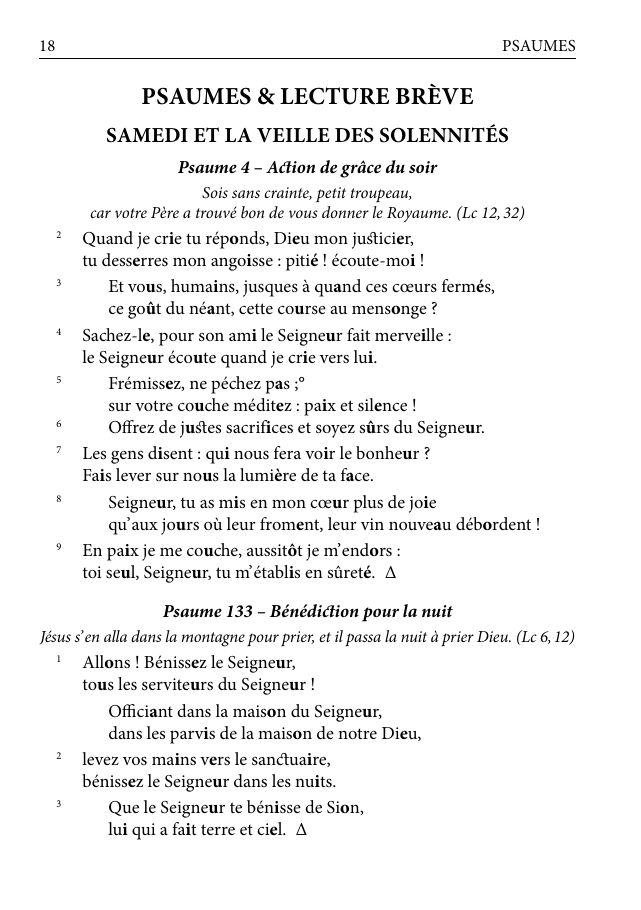 18 PSAUMES
PSAUMES & LECTURE BRÈVE
SAMEDI ET LA VEILLE DES SOLENNITÉS
Psaume 4 – Action de grâce du soir
Sois sans crainte, petit troupeau,
car votre Père a trouvé bon de vous donner le Royaume. (Lc 12, 32)
2 Quand je crie tu réponds, Dieu mon justicier,
tu desserres mon angoisse : pitié ! écoute-moi !
3 Et vous, humains, jusques à quand ces cœurs fermés,
ce goût du néant, cette course au mensonge ?
4 Sachez-le, pour son ami le Seigneur fait merveille :
le Seigneur écoute quand je crie vers lui.
5 Frémissez, ne péchez pas ;°
sur votre couche méditez : paix et silence !
6 Offrez de justes sacrifices et soyez sûrs du Seigneur.
7 Les gens disent : qui nous fera voir le bonheur ?
Fais lever sur nous la lumière de ta face.
8 Seigneur, tu as mis en mon cœur plus de joie
qu’aux jours où leur froment, leur vin nouveau débordent !
9 En paix je me couche, aussitôt je m’endors :
toi seul, Seigneur, tu m’établis en sûreté. Δ
Psaume 133 – Bénédiction pour la nuit
Jésus s’en alla dans la montagne pour prier, et il passa la nuit à prier Dieu. (Lc 6, 12)
1 Allons ! Bénissez le Seigneur,
tous les serviteurs du Seigneur !
Officiant dans la maison du Seigneur,
dans les parvis de la maison de notre Dieu,
2 levez vos mains vers le sanctuaire,
bénissez le Seigneur dans les nuits.
3 Que le Seigneur te bénisse de Sion,
lui qui a fait terre et ciel. Δ